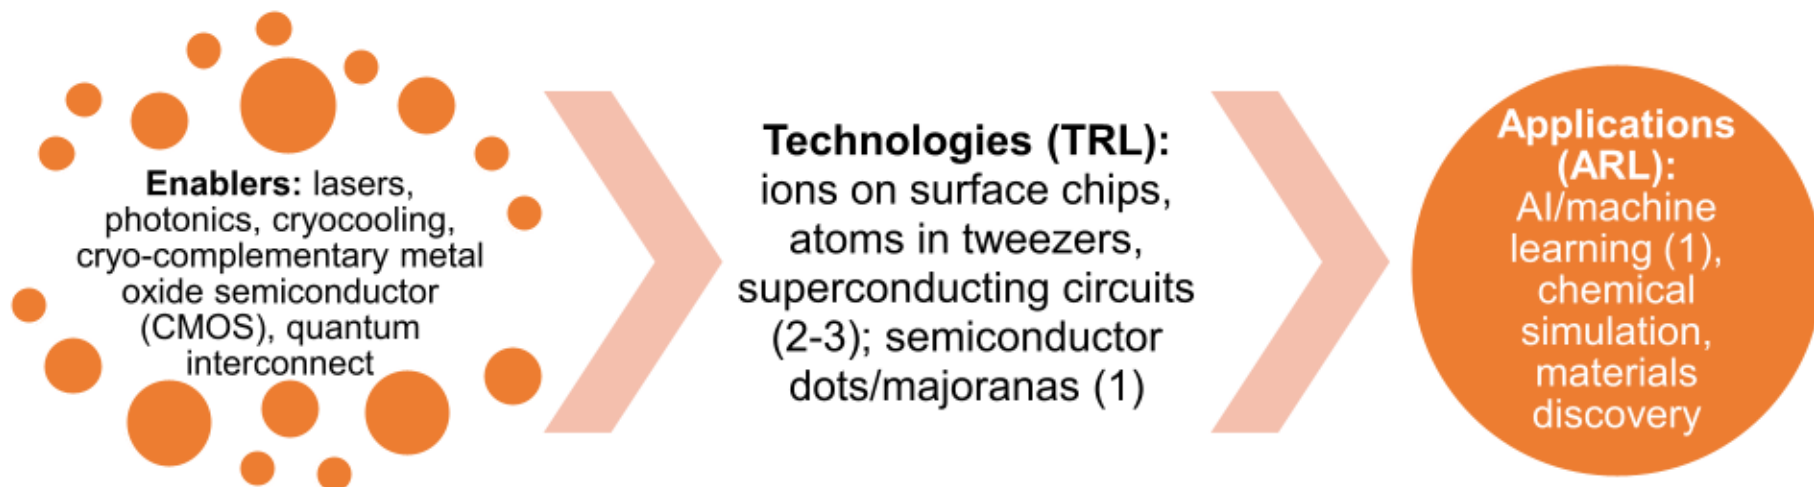 Enablers: lasers,
photonics, cryocooling,
cryo-complementary metal
oxide semiconductor
(CMOS), quantum
interconnect
Technologies (TRL):
ions on surface chips,
atoms in tweezers,
superconducting circuits
(2-3); semiconductor
dots/majoranas (1)
Applications
(ARL):
AI/machine
learning (1),
chemical
simulation,
materials
discovery